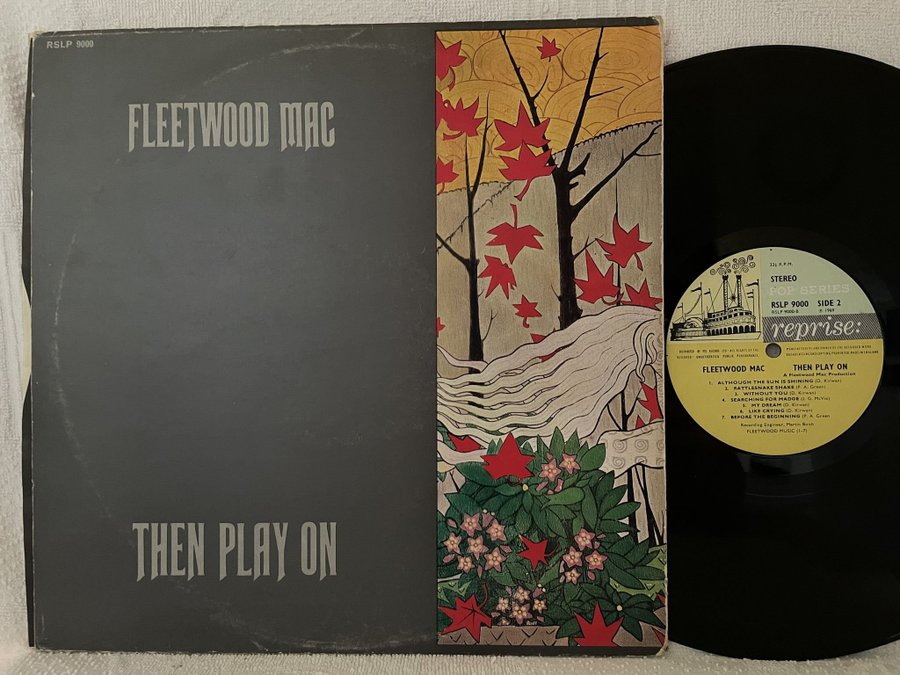 RSLP 9000
FLEETWOOD MAC
THEN PLAY ON
33⅓ R.P.M.
STEREO
POP SERIES
RSLP 9000 SIDE 2
RSLP 9000-B ℗ 1969
reprise:
FLEETWOOD MAC THEN PLAY ON
A Fleetwood Mac Production
1. ALTHOUGH THE SUN IS SHINING (D. Kirwan)
2. RATTLESNAKE SHAKE (P. A. Green)
3. WITHOUT YOU (D. Kirwan)
4. SEARCHING FOR MADGE (J. G. McVie)
5. MY DREAM (D. Kirwan)
6. LIKE CRYING (D. Kirwan)
7. BEFORE THE BEGINNING (P. A. Green
Recording Engineer, Martin Birch
FLEETWOOD MUSIC (1-7)